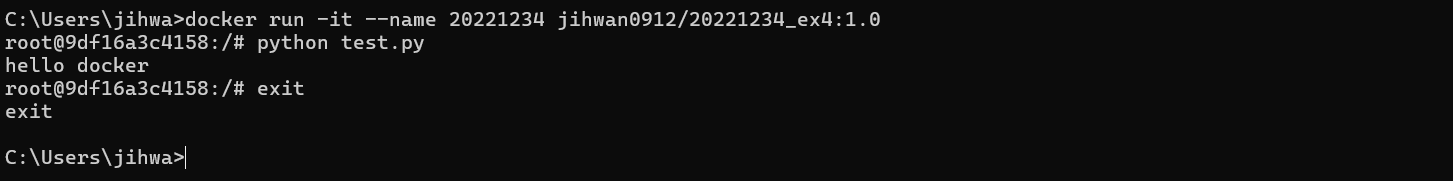 C:\Users\jihwa>docker run -it --name 20221234 jihwan0912/20221234_ex4:1.0
root@9df16a3c4158:/# python test.py
hello docker
root@9df16a3c4158:/# exit
exit
C:\Users\jihwa>